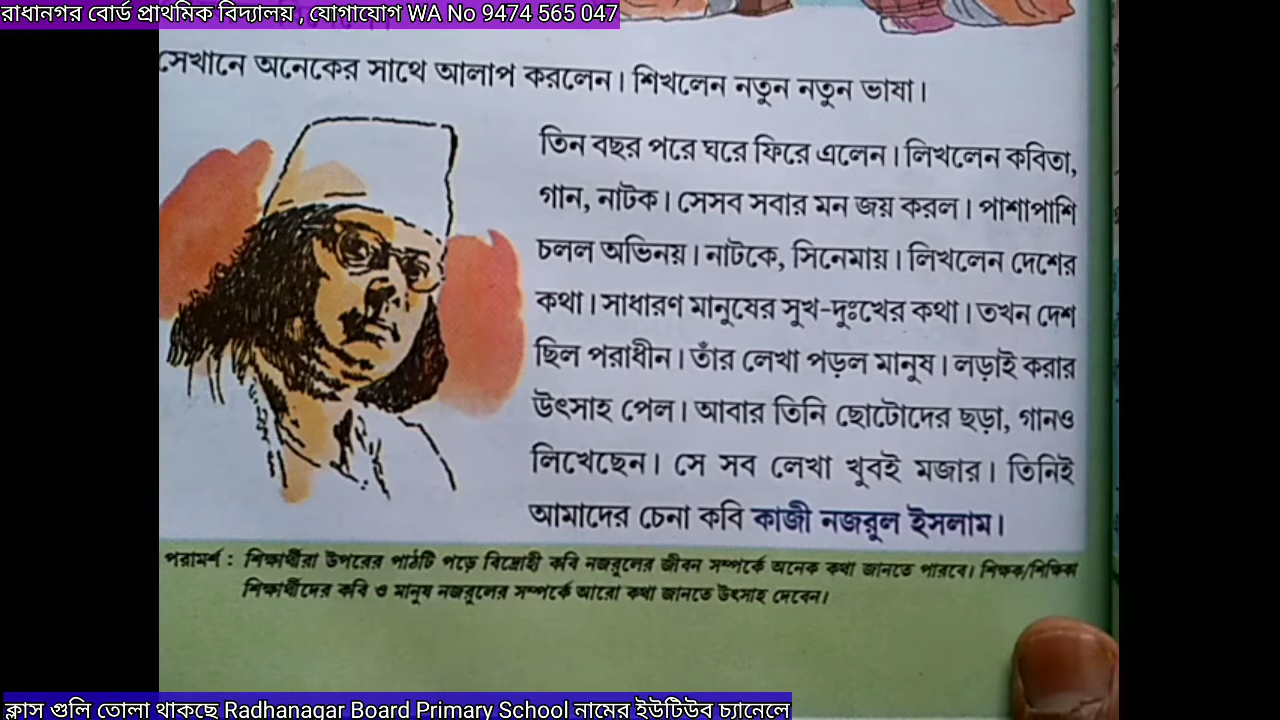 রাধানগর বোর্ড প্রাথমিক বিদ্যালয় , যোগাযোগ WA No 9474 565 047
সেখানে অনেকের সাথে আলাপ করলেন। শিখলেন নতুন নতুন ভাষা।
তিন বছর পরে ঘরে ফিরে এলেন। লিখলেন কবিতা,
গান, নাটক। সেসব সবার মন জয় করল। পাশাপাশি
চলল অভিনয়। নাটকে, সিনেমায়। লিখলেন দেশের
কথা। সাধারণ মানুষের সুখ-দুঃখের কথা। তখন দেশ
ছিল পরাধীন। তাঁর লেখা পড়ল মানুষ। লড়াই করার
উৎসাহ পেল। আবার তিনি ছোটোদের ছড়া, গানও
লিখেছেন। সে সব লেখা খুবই মজার। তিনিই
আমাদের চেনা কবি কাজী নজরুল ইসলাম।
পরামর্শ : শিক্ষার্থীরা উপরের পাঠটি পড়ে বিদ্রোহী কবি নজরুলের জীবন সম্পর্কে অনেক কথা জানতে পারবে। শিক্ষক/শিক্ষিকা
শিক্ষার্থীদের কবি ও মানুষ নজরুলের সম্পর্কে আরো কথা জানতে উৎসাহ দেবেন।
ক্লাস গুলি তোলা থাকছে Radhanagar Board Primary School নামের ইউটিউব চ্যানেলে